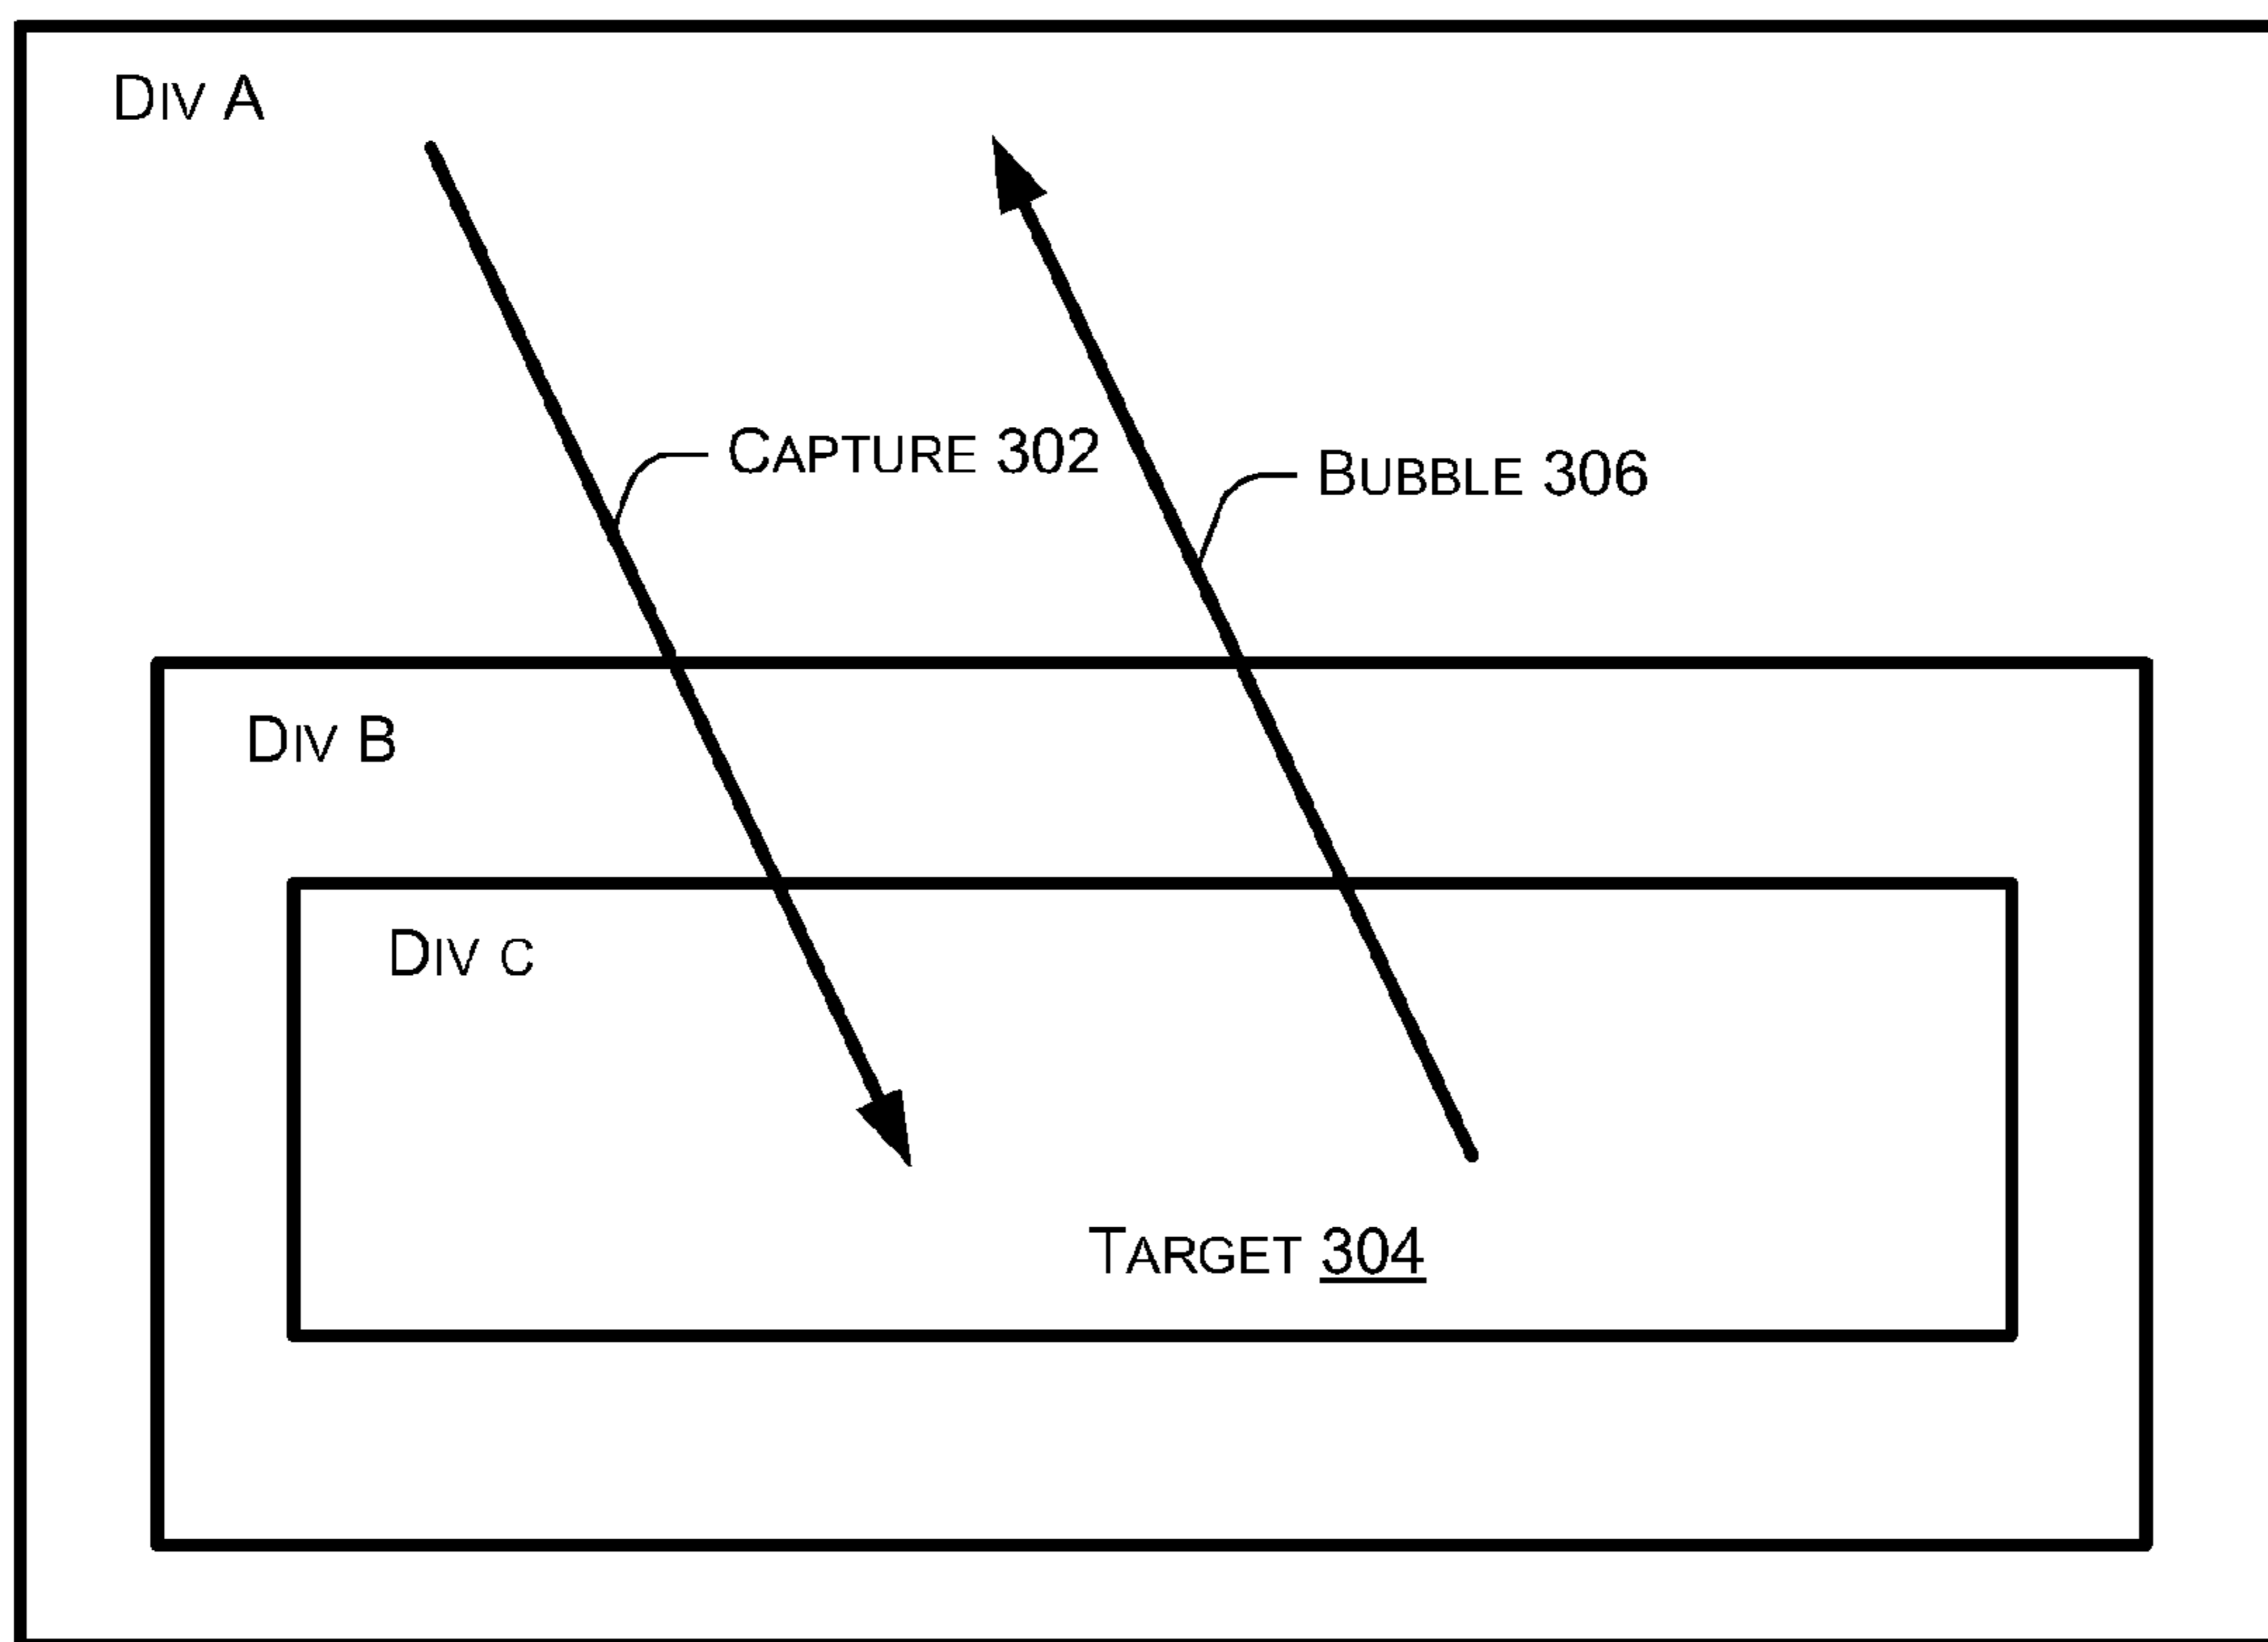 DIV A
CAPTURE 302
BUBBLE 306
DIV B
DIV C
TARGET 304